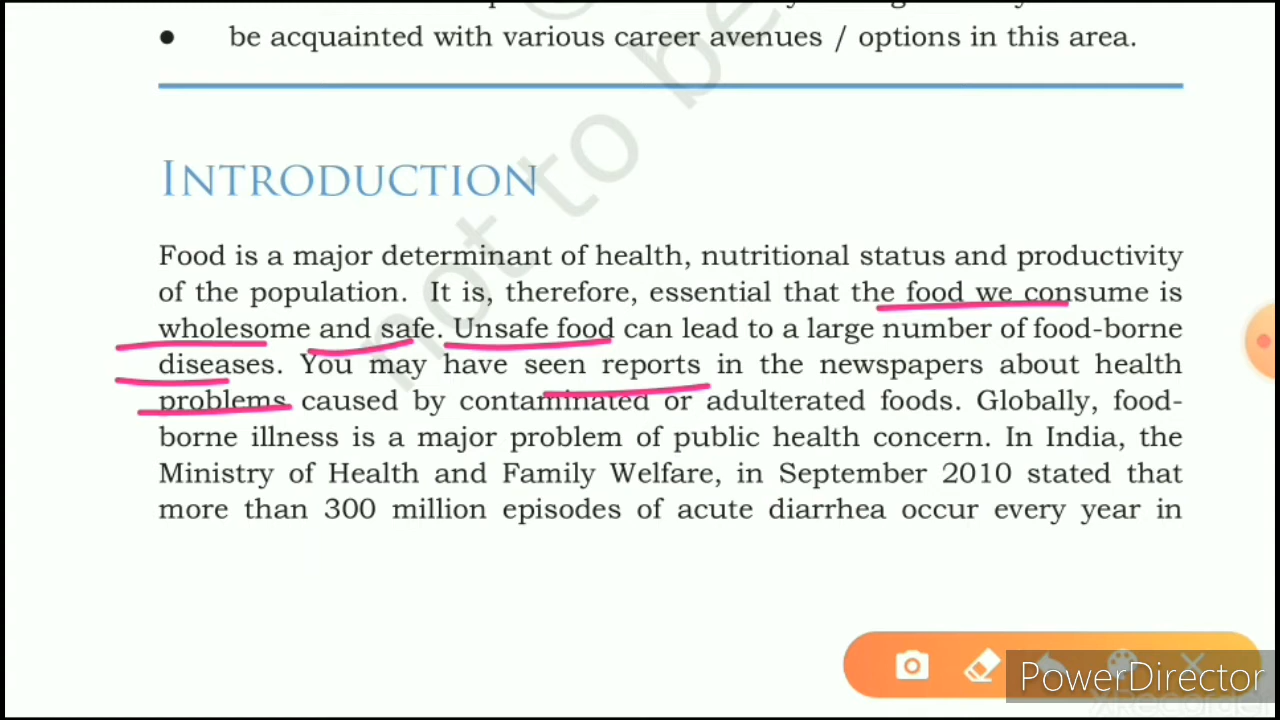 be acquainted with various career avenues / options in this area.
INTRODUCTION
Food is a major determinant of health, nutritional status and productivity
of the population. It is, therefore, essential that the food we consume is
wholesome and safe. Unsafe food can lead to a large number of food-borne
diseases. You may have seen reports in the newspapers about health
problems caused by contaminated or adulterated foods. Globally, food-
borne illness is a major problem of public health concern. In India, the
Ministry of Health and Family Welfare, in September 2010 stated that
more than 300 million episodes of acute diarrhea occur every year in
not to be
PowerDirector